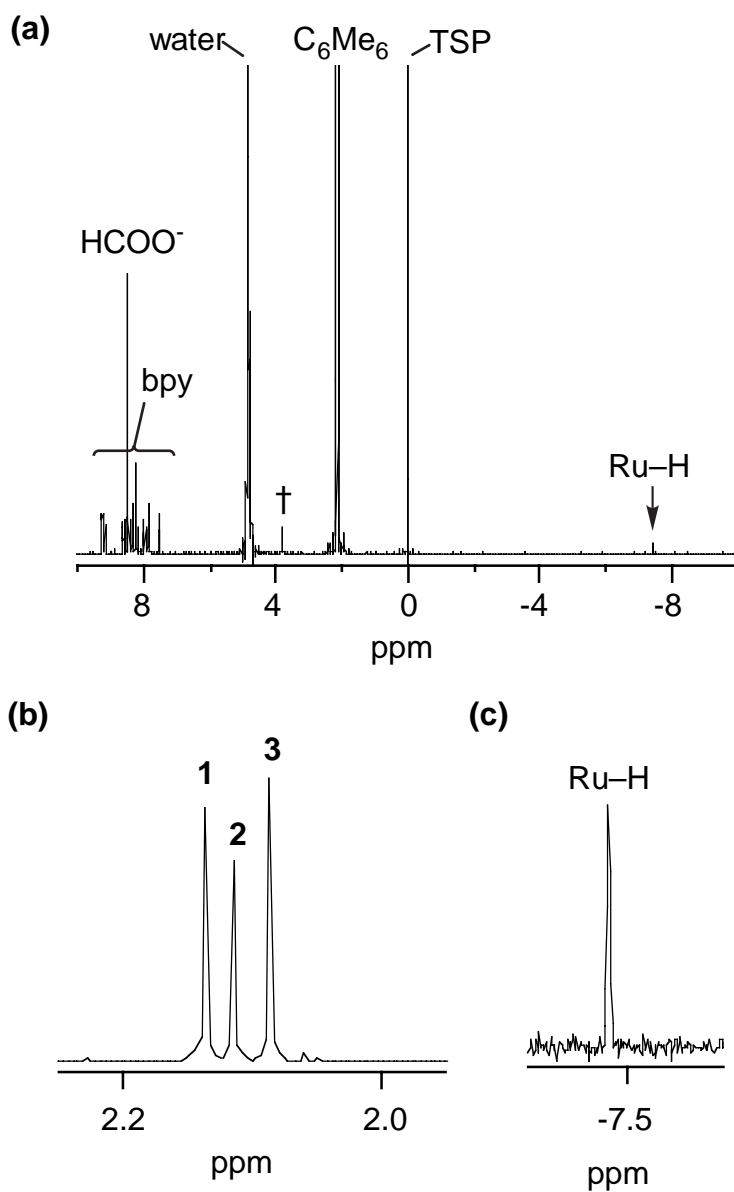 (a)
water
C₆Me₆
TSP
HCOO⁻
bpy
†
Ru–H
8 4 0 -4 -8
ppm
(b)
1
2
3
2.2 2.0
ppm
(c)
Ru–H
-7.5
ppm